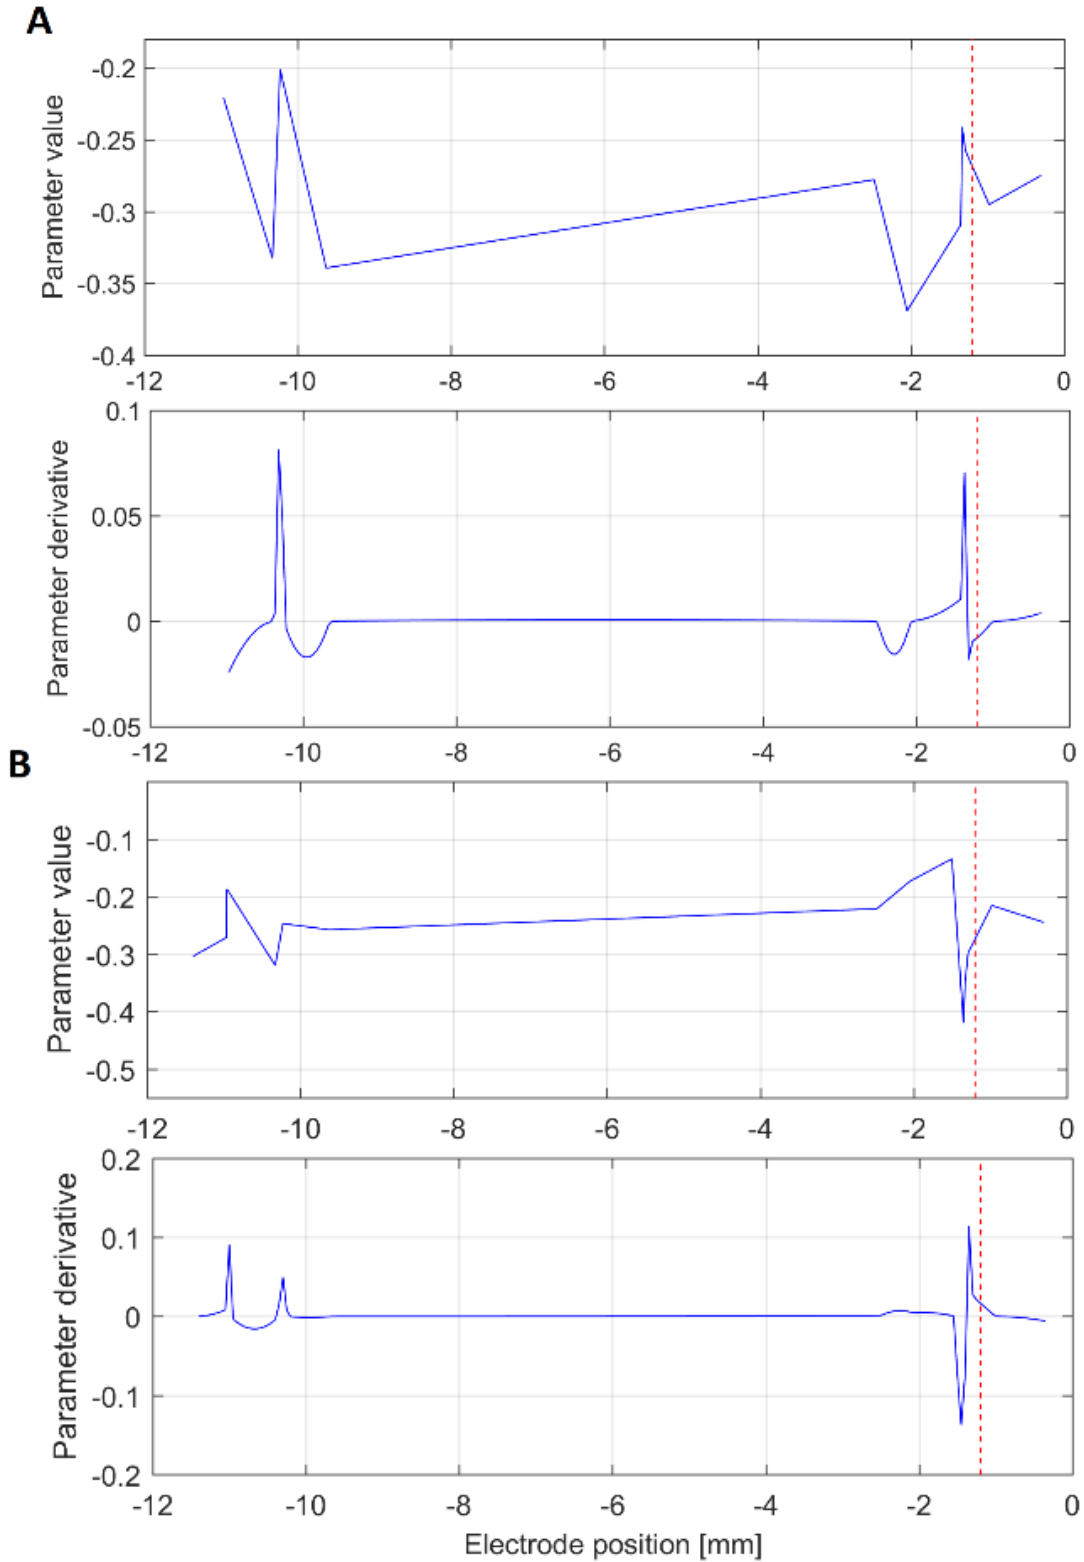 A
Parameter value
-0.2
-0.25
-0.3
-0.35
-0.4
-12 -10 -8 -6 -4 -2 0
Parameter derivative
0.1
0.05
0
-0.05
-12 -10 -8 -6 -4 -2 0
B
Parameter value
-0.1
-0.2
-0.3
-0.4
-0.5
-12 -10 -8 -6 -4 -2 0
Parameter derivative
0.2
0.1
0
-0.1
-0.2
-12 -10 -8 -6 -4 -2 0
Electrode position [mm]